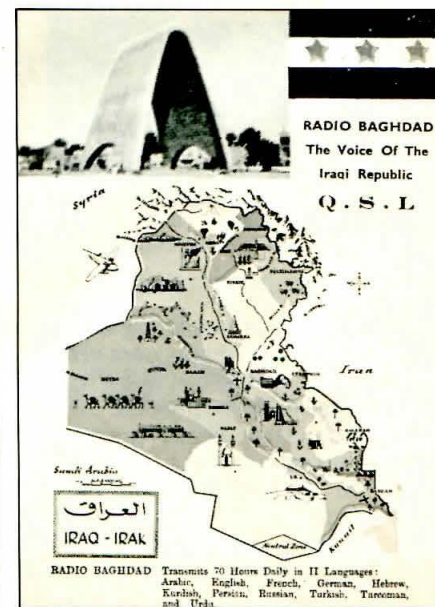 RADIO BAGHDAD
The Voice Of The
Iraqi Republic
Q.S.L
Syria
Iran
BAGHDAD
Saudi Arabia
Neutral Zone
Kuwait
العراق
IRAQ - IRAK
RADIO BAGHDAD Transmits 70 Hours Daily in II Languages:
Arabic, English, French, German, Hebrew,
Kurdish, Persian, Russian, Turkish, Turcoman,
and Urdu